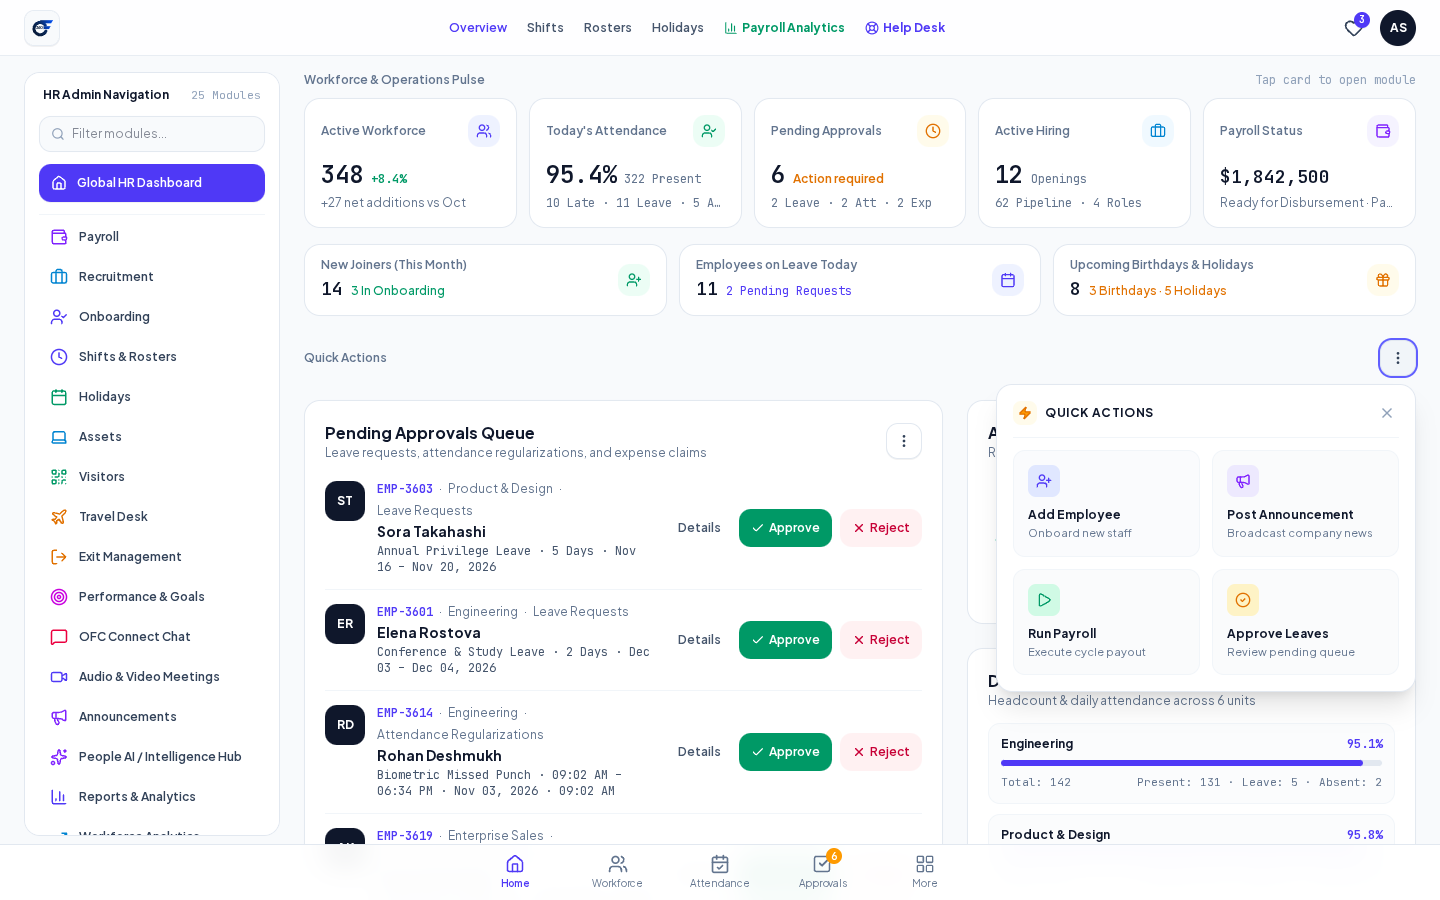 Overview Shifts Rosters Holidays Payroll Analytics Help Desk 3 AS
HR Admin Navigation 25 Modules
Filter modules...
Global HR Dashboard
Payroll
Recruitment
Onboarding
Shifts & Rosters
Holidays
Assets
Visitors
Travel Desk
Exit Management
Performance & Goals
OFC Connect Chat
Audio & Video Meetings
Announcements
People AI / Intelligence Hub
Reports & Analytics
Workforce Analytics
Workforce & Operations Pulse Tap card to open module
Active Workforce
348 +8.4%
+27 net additions vs Oct
Today's Attendance
95.4% 322 Present
10 Late · 11 Leave · 5 A…
Pending Approvals
6 Action required
2 Leave · 2 Att · 2 Exp
Active Hiring
12 Openings
62 Pipeline · 4 Roles
Payroll Status
$1,842,500
Ready for Disbursement · Pa…
New Joiners (This Month)
14 3 In Onboarding
Employees on Leave Today
11 2 Pending Requests
Upcoming Birthdays & Holidays
8 3 Birthdays · 5 Holidays
Quick Actions
Pending Approvals Queue
Leave requests, attendance regularizations, and expense claims
ST
EMP-3603 · Product & Design ·
Leave Requests
Sora Takahashi
Annual Privilege Leave · 5 Days · Nov
16 – Nov 20, 2026
Details Approve Reject
ER
EMP-3601 · Engineering · Leave Requests
Elena Rostova
Conference & Study Leave · 2 Days · Dec
03 – Dec 04, 2026
Details Approve Reject
RD
EMP-3614 · Engineering ·
Attendance Regularizations
Rohan Deshmukh
Biometric Missed Punch · 09:02 AM –
06:34 PM · Nov 03, 2026 · 09:02 AM
Details Approve Reject
EMP-3619 · Enterprise Sales ·
QUICK ACTIONS
Add Employee
Onboard new staff
Post Announcement
Broadcast company news
Run Payroll
Execute cycle payout
Approve Leaves
Review pending queue
Headcount & daily attendance across 6 units
Engineering 95.1%
Total: 142 Present: 131 · Leave: 5 · Absent: 2
Product & Design 95.8%
Home Workforce Attendance 6 Approvals More